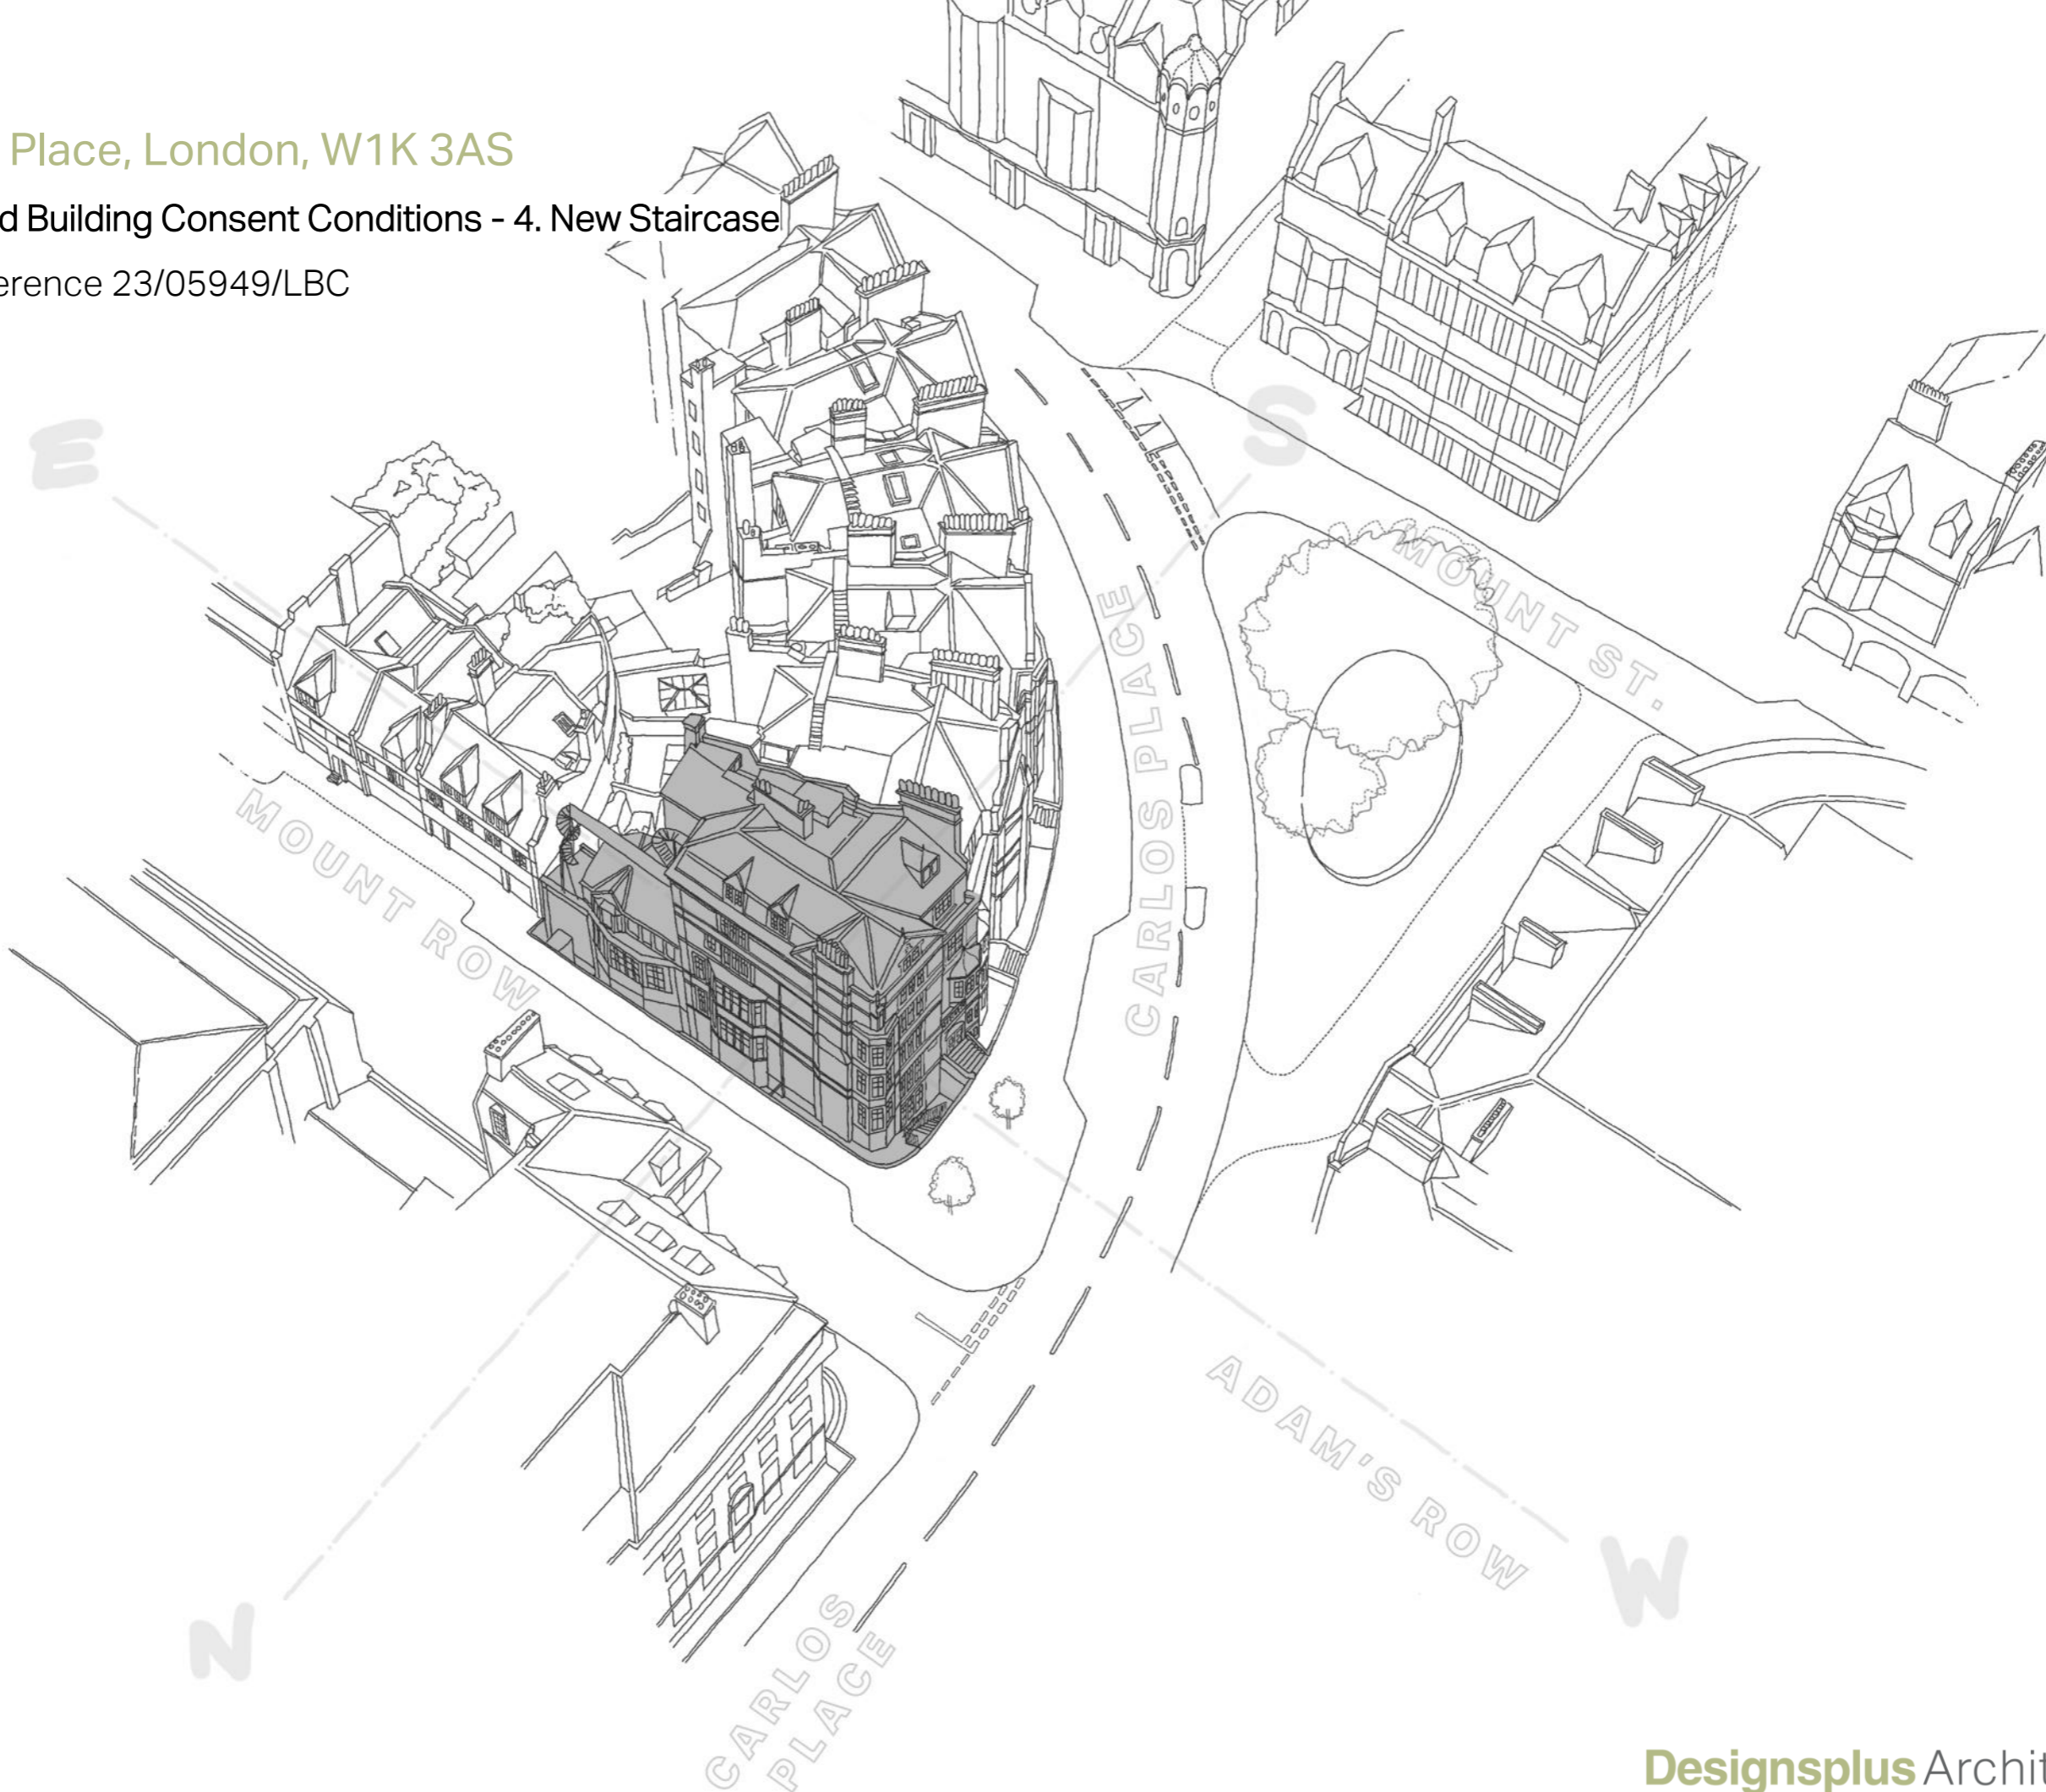 Place, London, W1K 3AS
d Building Consent Conditions - 4. New Staircase
erence 23/05949/LBC
E
S
MOUNT ST.
CARLOS PLACE
MOUNT ROW
ADAM'S ROW
W
N
CARLOS
PLACE
Designsplus Archit